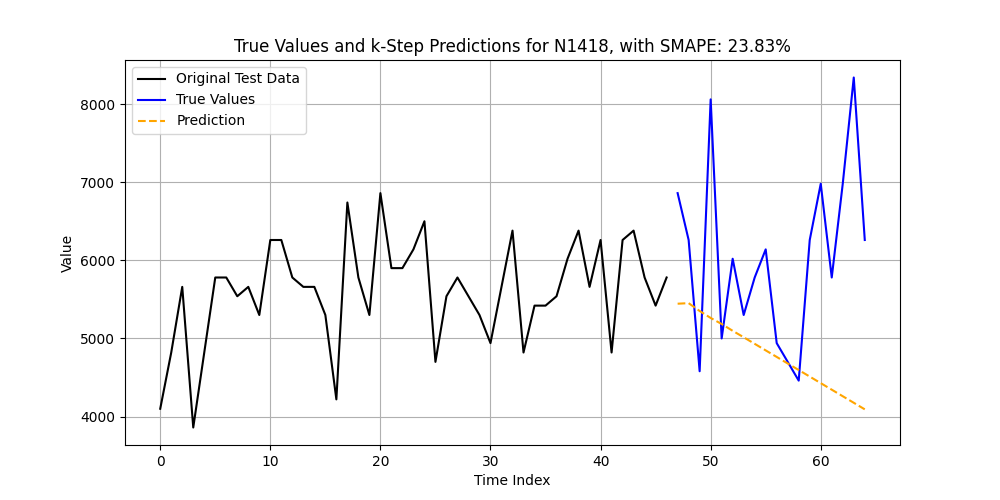 True Values and k-Step Predictions for N1418, with SMAPE: 23.83%
Original Test Data
True Values
Prediction
8000
7000
6000
5000
4000
Value
0 10 20 30 40 50 60
Time Index